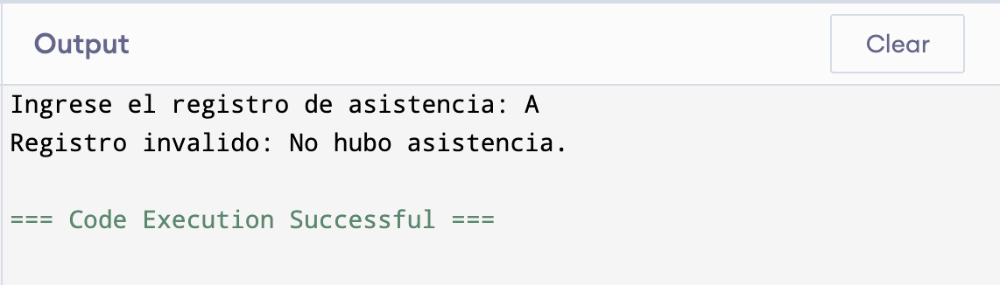 Output
Clear
Ingrese el registro de asistencia: A
Registro invalido: No hubo asistencia.
=== Code Execution Successful ===